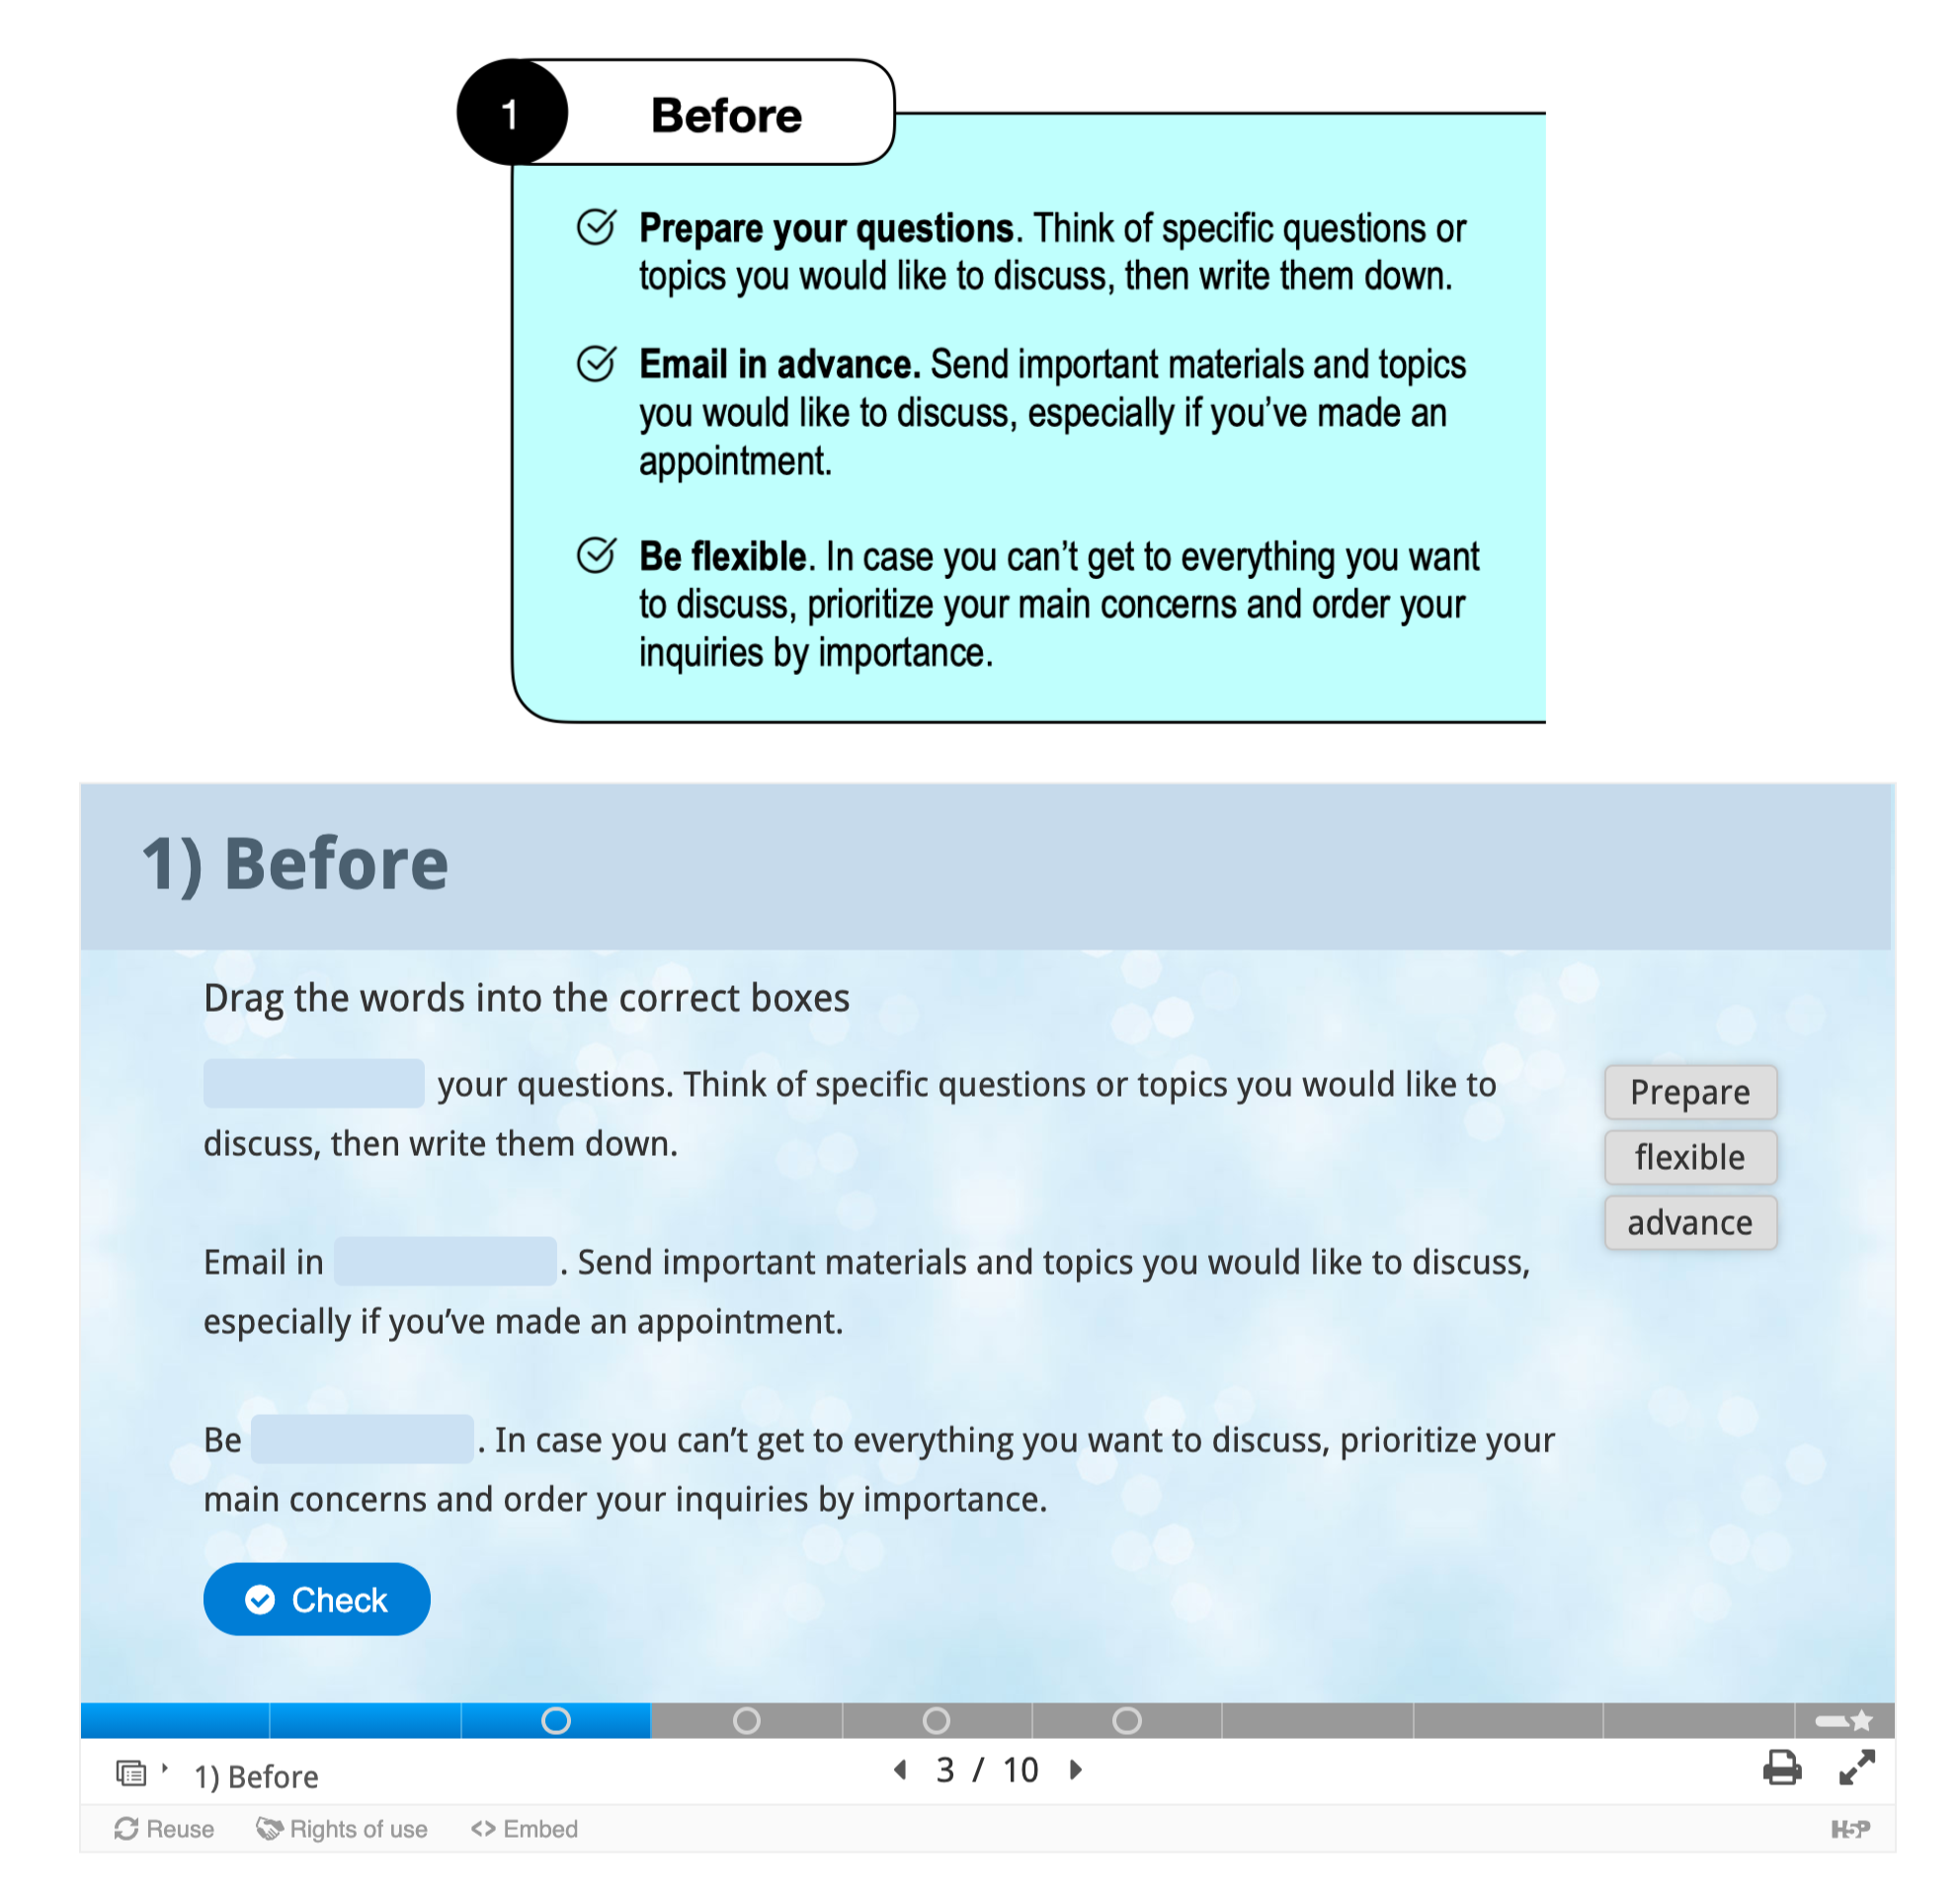 1
Before
Prepare your questions. Think of specific questions or
topics you would like to discuss, then write them down.
Email in advance. Send important materials and topics
you would like to discuss, especially if you’ve made an
appointment.
Be flexible. In case you can’t get to everything you want
to discuss, prioritize your main concerns and order your
inquiries by importance.
1) Before
Drag the words into the correct boxes
your questions. Think of specific questions or topics you would like to
discuss, then write them down.
Email in . Send important materials and topics you would like to discuss,
especially if you’ve made an appointment.
Be . In case you can’t get to everything you want to discuss, prioritize your
main concerns and order your inquiries by importance.
Prepare
flexible
advance
Check
1) Before
3 / 10
Reuse
Rights of use
<> Embed
H5P